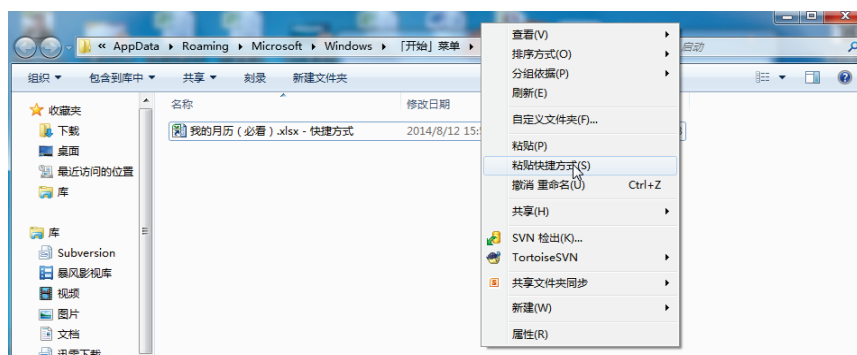 « AppData ▸ Roaming ▸ Microsoft ▸ Windows ▸ 「开始」菜单 ▸
启动
组织 ▾ 包含到库中 ▾ 共享 ▾ 刻录 新建文件夹
收藏夹
下载
桌面
最近访问的位置
库
库
Subversion
暴风影视库
视频
图片
文档
迅雷下载
名称 修改日期
我的月历（必看）.xlsx - 快捷方式 2014/8/12 15:
查看(V)
排序方式(O)
分组依据(P)
刷新(E)
自定义文件夹(F)...
粘贴(P)
粘贴快捷方式(S)
撤消 重命名(U) Ctrl+Z
共享(H)
SVN 检出(K)...
TortoiseSVN
共享文件夹同步
新建(W)
属性(R)